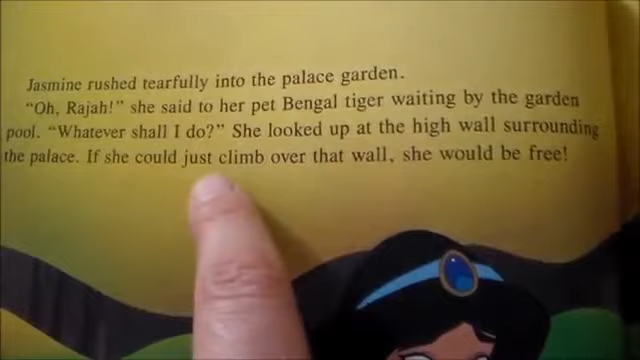 Jasmine rushed tearfully into the palace garden.
"Oh, Rajah!" she said to her pet Bengal tiger waiting by the garden
pool. "Whatever shall I do?" She looked up at the high wall surrounding
the palace. If she could just climb over that wall, she would be free!